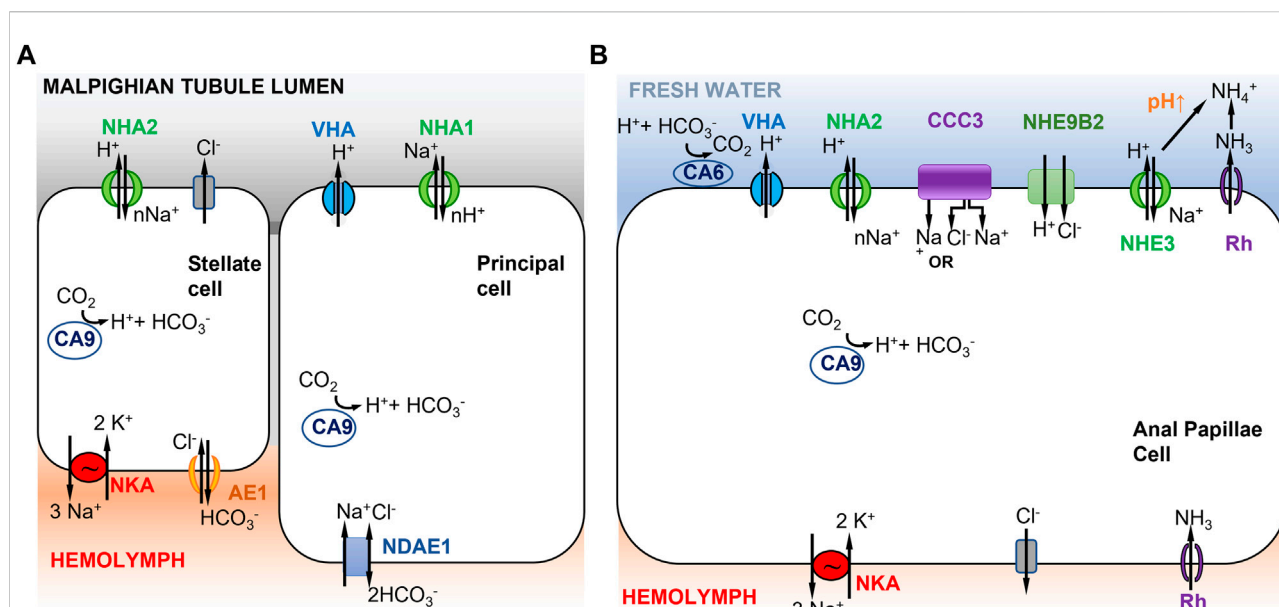 A
MALPIGHIAN TUBULE LUMEN
NHA2
H⁺
nNa⁺
Cl⁻
VHA
H⁺
NHA1
Na⁺
nH⁺
Stellate
cell
Principal
cell
CO₂
H⁺+ HCO₃⁻
CA9
CO₂
H⁺+ HCO₃⁻
CA9
2 K⁺
NKA
3 Na⁺
Cl⁻
AE1
HCO₃⁻
Na⁺
Cl⁻
NDAE1
2HCO₃⁻
HEMOLYMPH
B
FRESH WATER
H⁺+ HCO₃⁻
CO₂
CA6
VHA
H⁺
NHA2
H⁺
nNa⁺
CCC3
Na
+
OR
Cl⁻
Na⁺
NHE9B2
H⁺
Cl⁻
pH↑
NH₄⁺
NH₃
H⁺
Na⁺
NHE3
Rh
CO₂
H⁺+ HCO₃⁻
CA9
Anal Papillae
Cell
2 K⁺
~
NKA
Na⁺
Cl⁻
NH₃
Rh
HEMOLYMPH